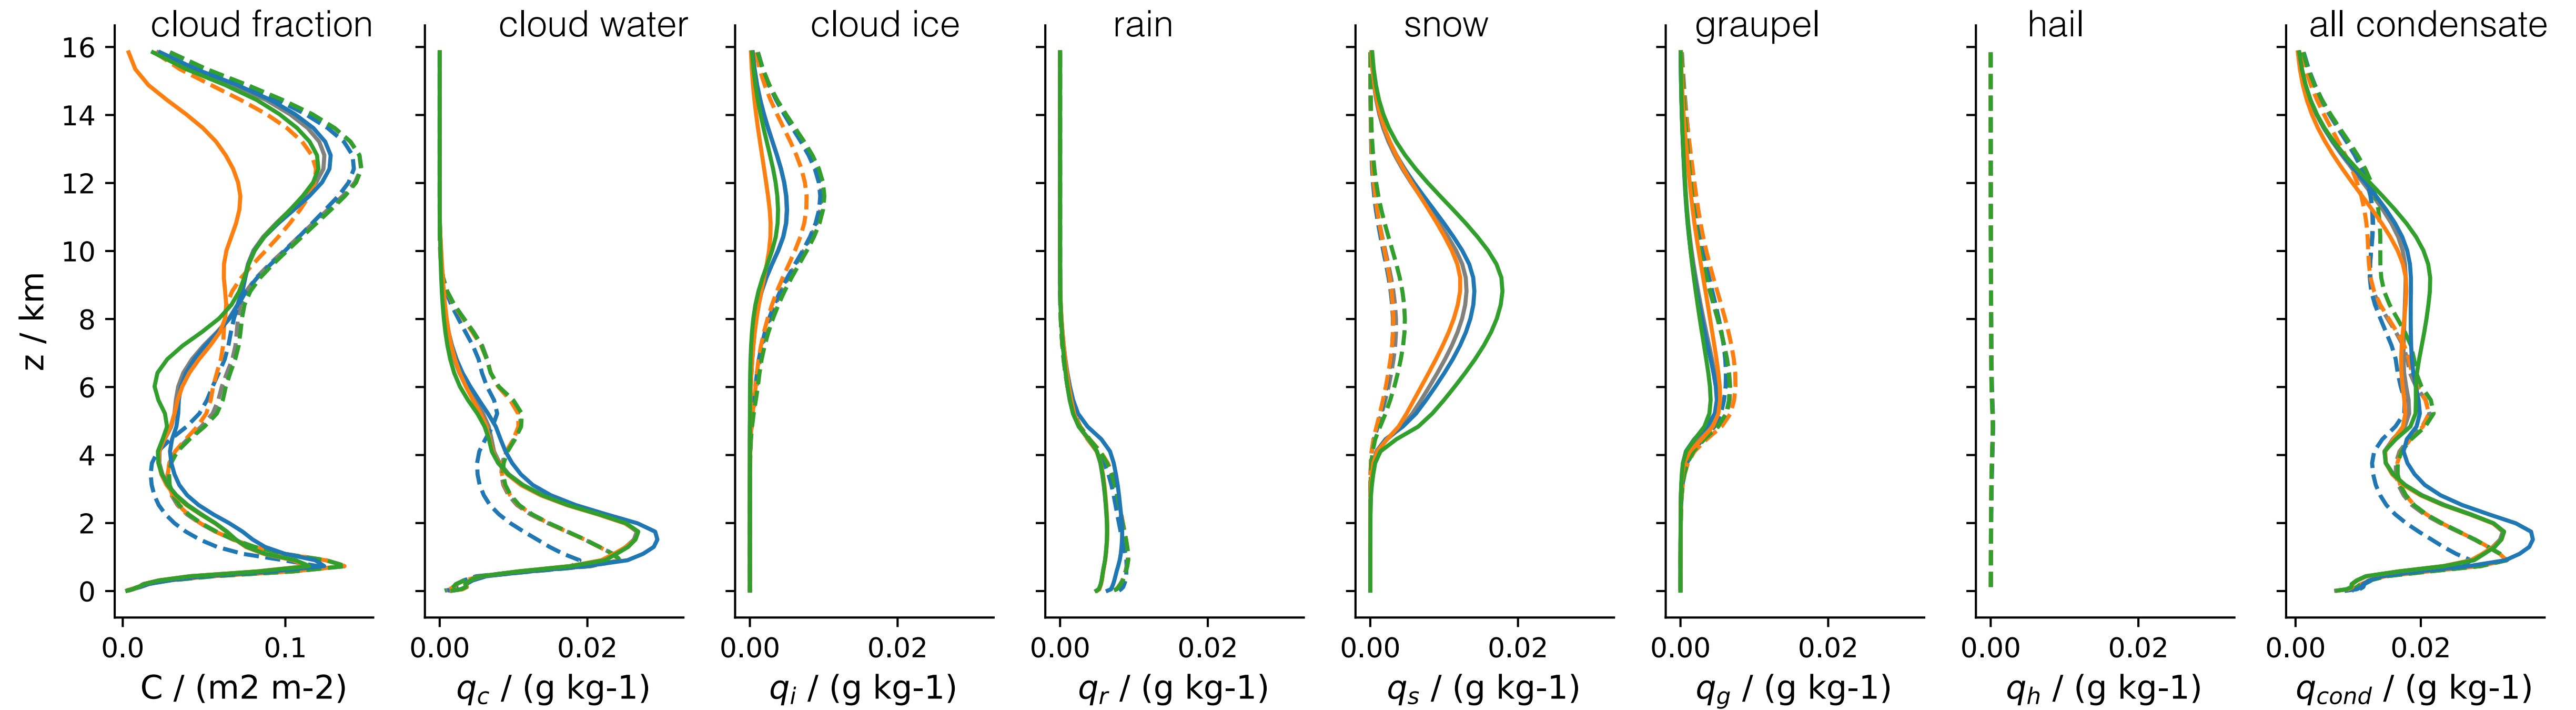 cloud fraction
cloud water
cloud ice
rain
snow
graupel
hail
all condensate
z / km
16
14
12
10
8
6
4
2
0
0.0 0.1
0.00 0.02
0.00 0.02
0.00 0.02
0.00 0.02
0.00 0.02
0.00 0.02
0.00 0.02
C / (m2 m-2)
q_c / (g kg-1)
q_i / (g kg-1)
q_r / (g kg-1)
q_s / (g kg-1)
q_g / (g kg-1)
q_h / (g kg-1)
q_cond / (g kg-1)